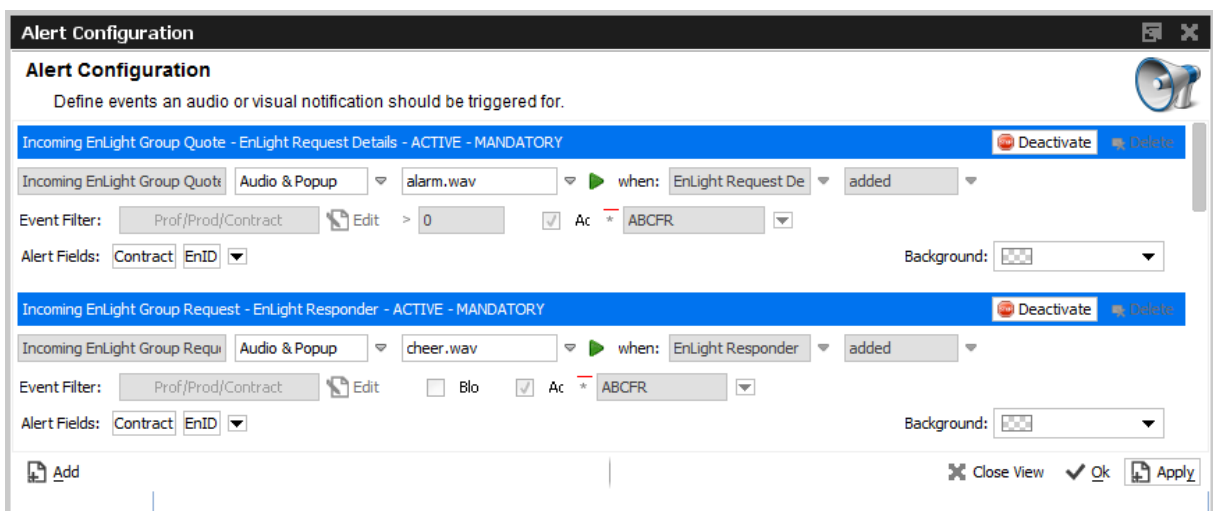 Alert Configuration
Alert Configuration
Define events an audio or visual notification should be triggered for.
Incoming EnLight Group Quote - EnLight Request Details - ACTIVE - MANDATORY Deactivate Delete
Incoming EnLight Group Quote Audio & Popup alarm.wav when: EnLight Request De added
Event Filter: Prof/Prod/Contract Edit > 0 Ac * ABCFR
Alert Fields: Contract EnID Background:
Incoming EnLight Group Request - EnLight Responder - ACTIVE - MANDATORY Deactivate Delete
Incoming EnLight Group Reque Audio & Popup cheer.wav when: EnLight Responder added
Event Filter: Prof/Prod/Contract Edit Blo Ac * ABCFR
Alert Fields: Contract EnID Background:
Add Close View Ok Apply